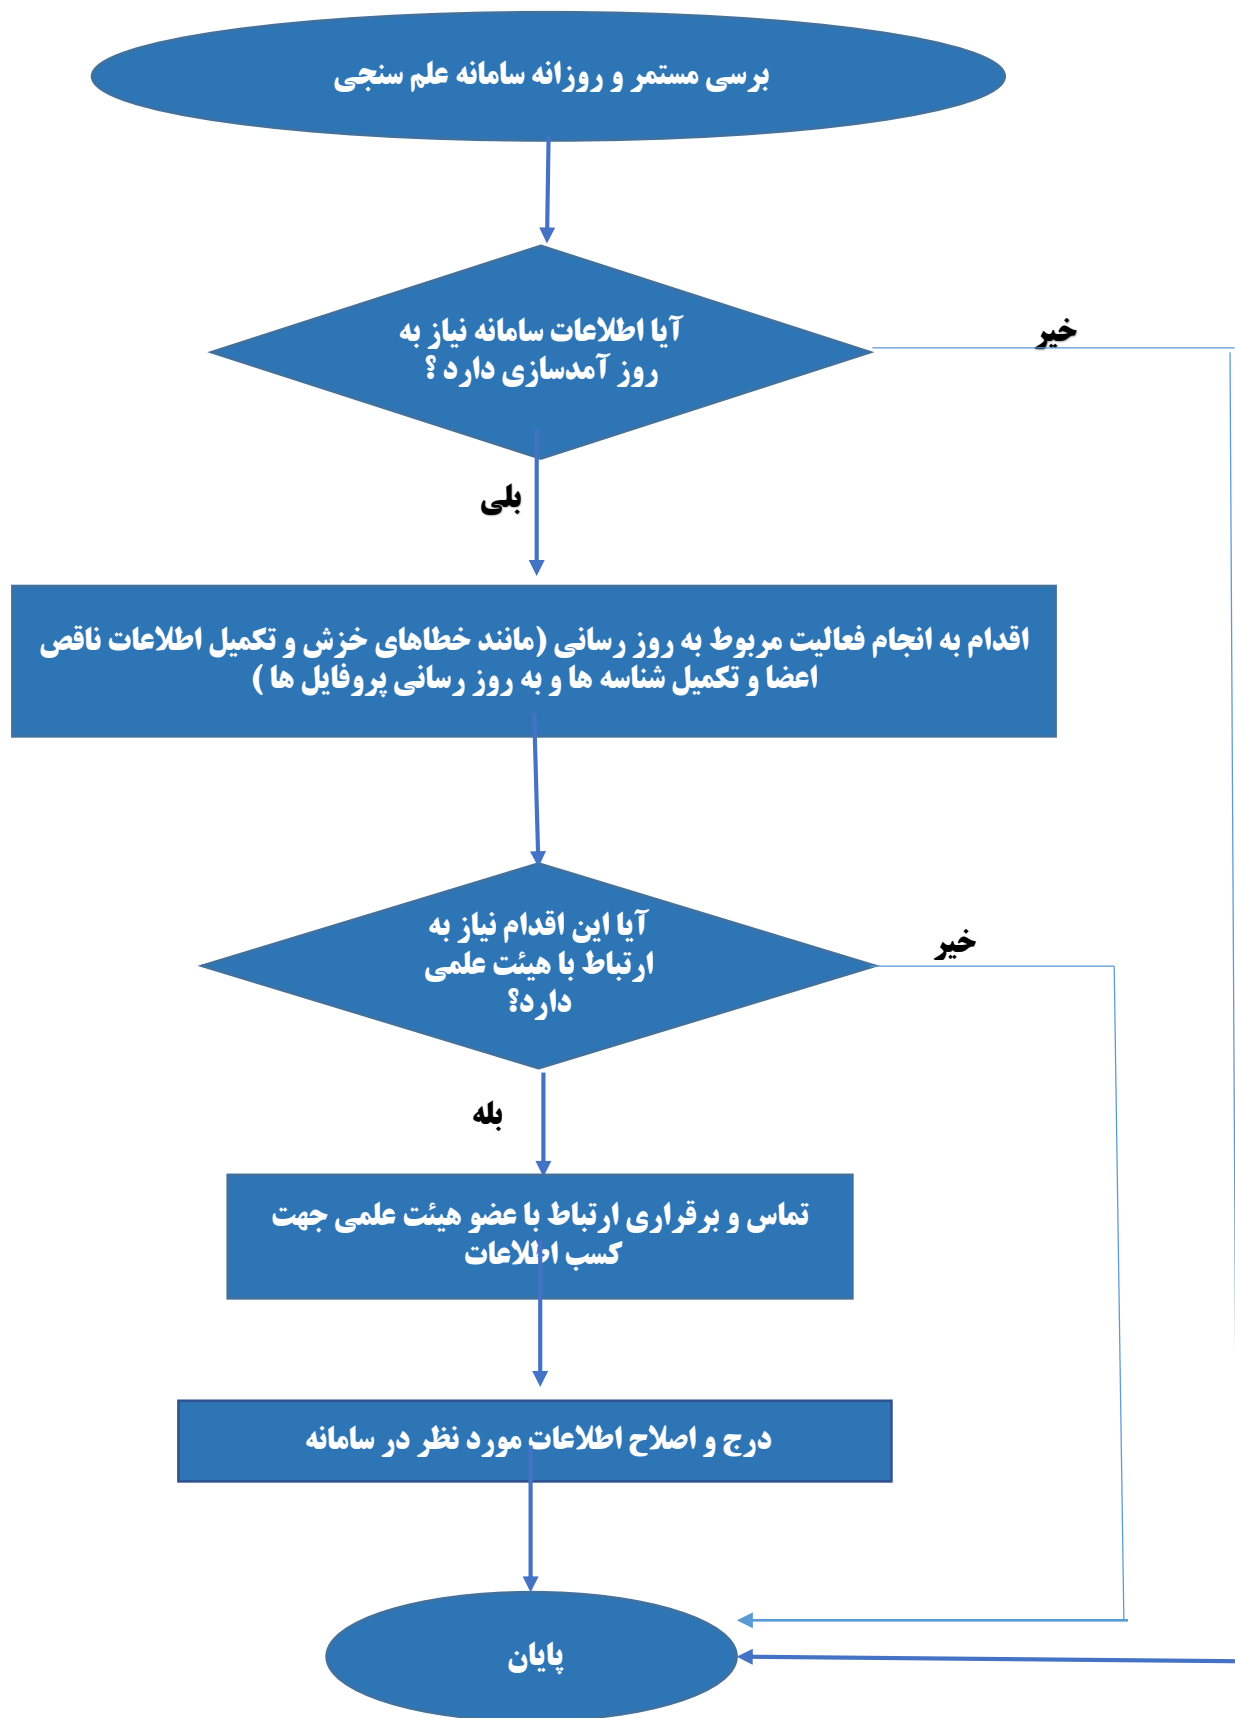 برسی مستمر و روزانه سامانه علم سنجی
آیا اطلاعات سامانه نیاز به
روز آمدسازی دارد ؟
خیر
بلی
اقدام به انجام فعالیت مربوط به روز رسانی (مانند خطاهای خزش و تکمیل اطلاعات ناقص
اعضا و تکمیل شناسه ها و به روز رسانی پروفایل ها )
آیا این اقدام نیاز به
ارتباط با هیئت علمی
دارد؟
خیر
بله
تماس و برقراری ارتباط با عضو هیئت علمی جهت
کسب اطلاعات
درج و اصلاح اطلاعات مورد نظر در سامانه
پایان